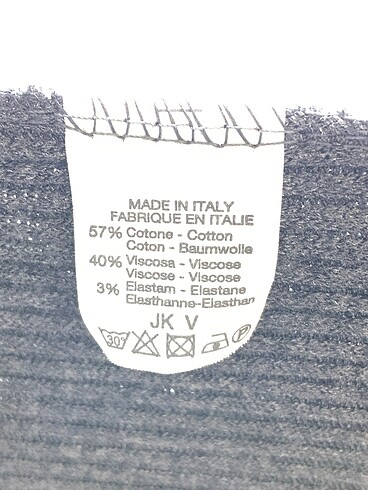 MADE IN ITALY
FABRIQUE EN ITALIE
57% Cotone - Cotton
Coton - Baumwolle
40% Viscosa - Viscose
Viscose - Viscose
3% Elastam - Elastane
Elasthanne-Elasthan
JK V
30° P